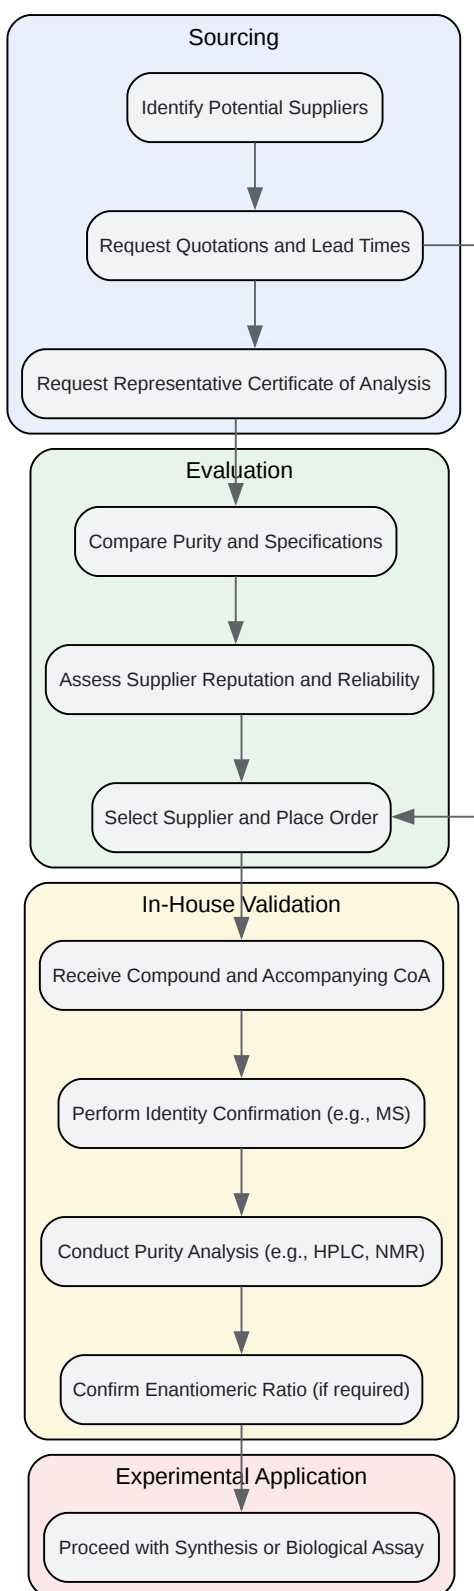 Sourcing
Identify Potential Suppliers
Request Quotations and Lead Times
Request Representative Certificate of Analysis
Evaluation
Compare Purity and Specifications
Assess Supplier Reputation and Reliability
Select Supplier and Place Order
In-House Validation
Receive Compound and Accompanying CoA
Perform Identity Confirmation (e.g., MS)
Conduct Purity Analysis (e.g., HPLC, NMR)
Confirm Enantiomeric Ratio (if required)
Experimental Application
Proceed with Synthesis or Biological Assay